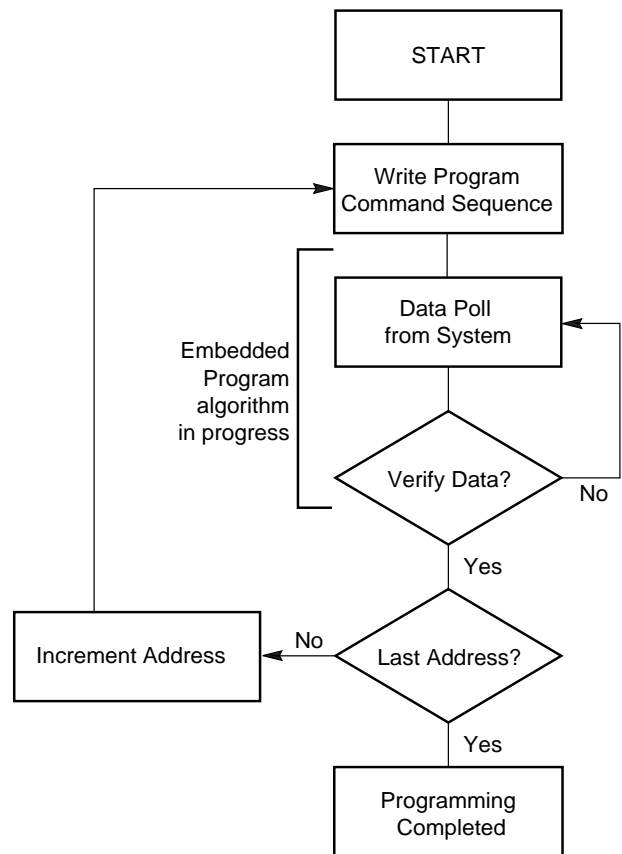 START
Write Program
Command Sequence
Data Poll
from System
Embedded
Program
algorithm
in progress
Verify Data?
No
Yes
Increment Address
No
Last Address?
Yes
Programming
Completed